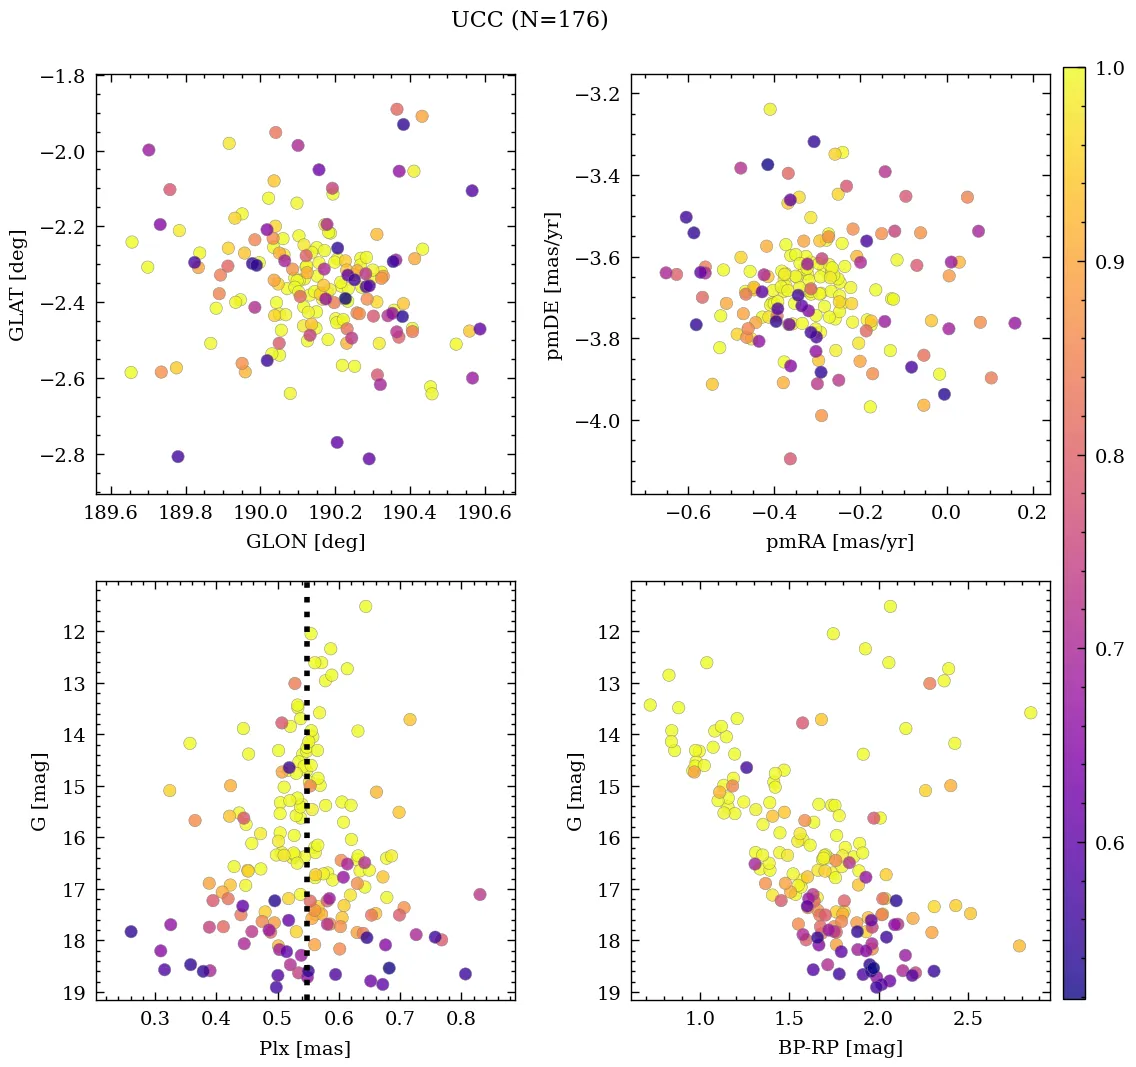 UCC (N=176)
−1.8
−2.0
−2.2
−2.4
−2.6
−2.8
GLAT [deg]
189.6 189.8 190.0 190.2 190.4 190.6
GLON [deg]
−3.2
−3.4
−3.6
−3.8
−4.0
pmDE [mas/yr]
−0.6 −0.4 −0.2 0.0 0.2
pmRA [mas/yr]
1.0
0.9
0.8
0.7
0.6
12
13
14
15
16
17
18
19
G [mag]
0.3 0.4 0.5 0.6 0.7 0.8
Plx [mas]
12
13
14
15
16
17
18
19
G [mag]
1.0 1.5 2.0 2.5
BP-RP [mag]